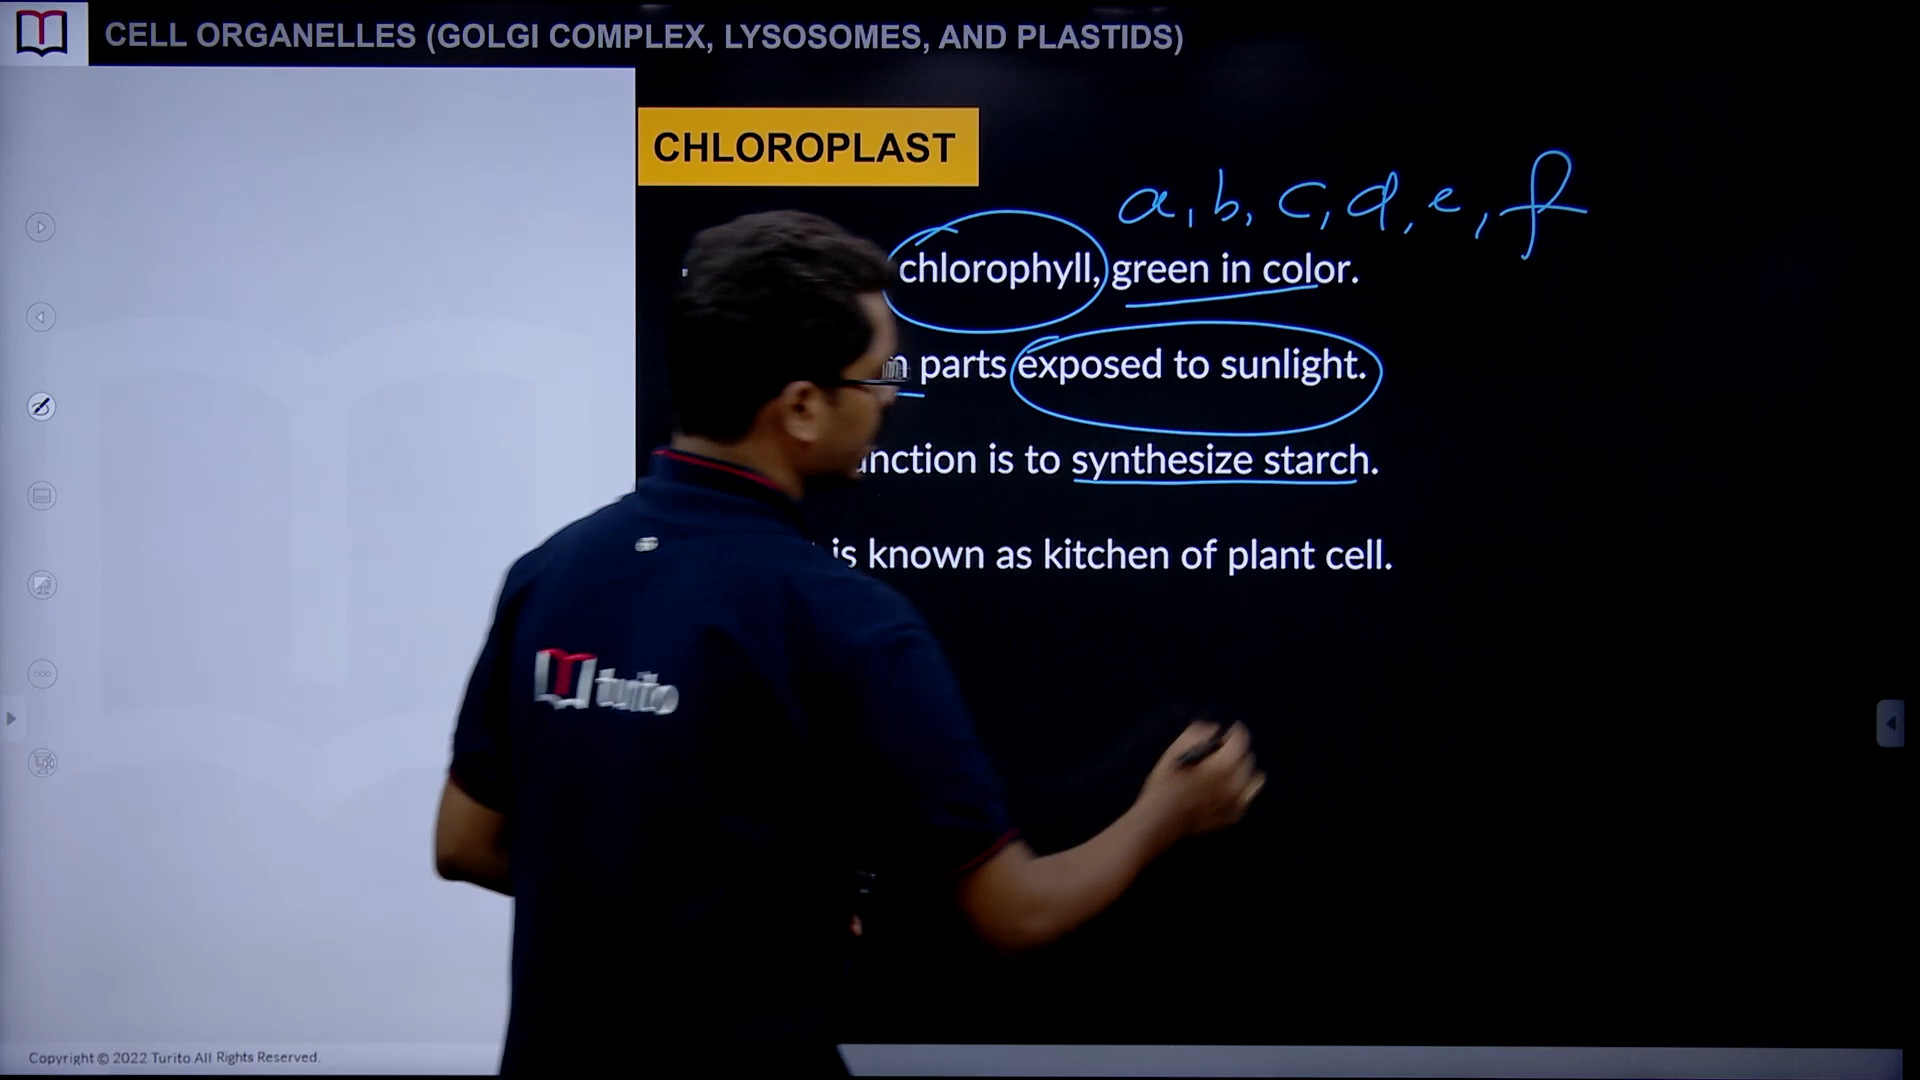 CELL ORGANELLES (GOLGI COMPLEX, LYSOSOMES, AND PLASTIDS)
CHLOROPLAST
a, b, c, d, e, f
chlorophyll, green in color.
parts exposed to sunlight.
is to synthesize starch.
is known as kitchen of plant cell.
turito
Copyright © 2022 Turito All Rights Reserved.